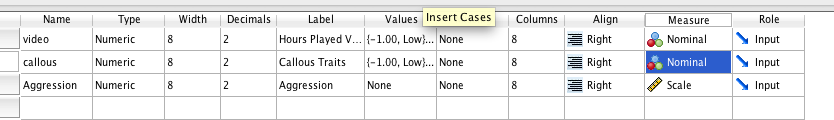 Name Type Width Decimals Label Values Insert Cases Columns Align Measure Role
video Numeric 8 2 Hours Played V... {-1.00, Low}... None 8 Right Nominal Input
callous Numeric 8 2 Callous Traits {-1.00, Low}... None 8 Right Nominal Input
Aggression Numeric 8 2 Aggression None None 8 Right Scale Input